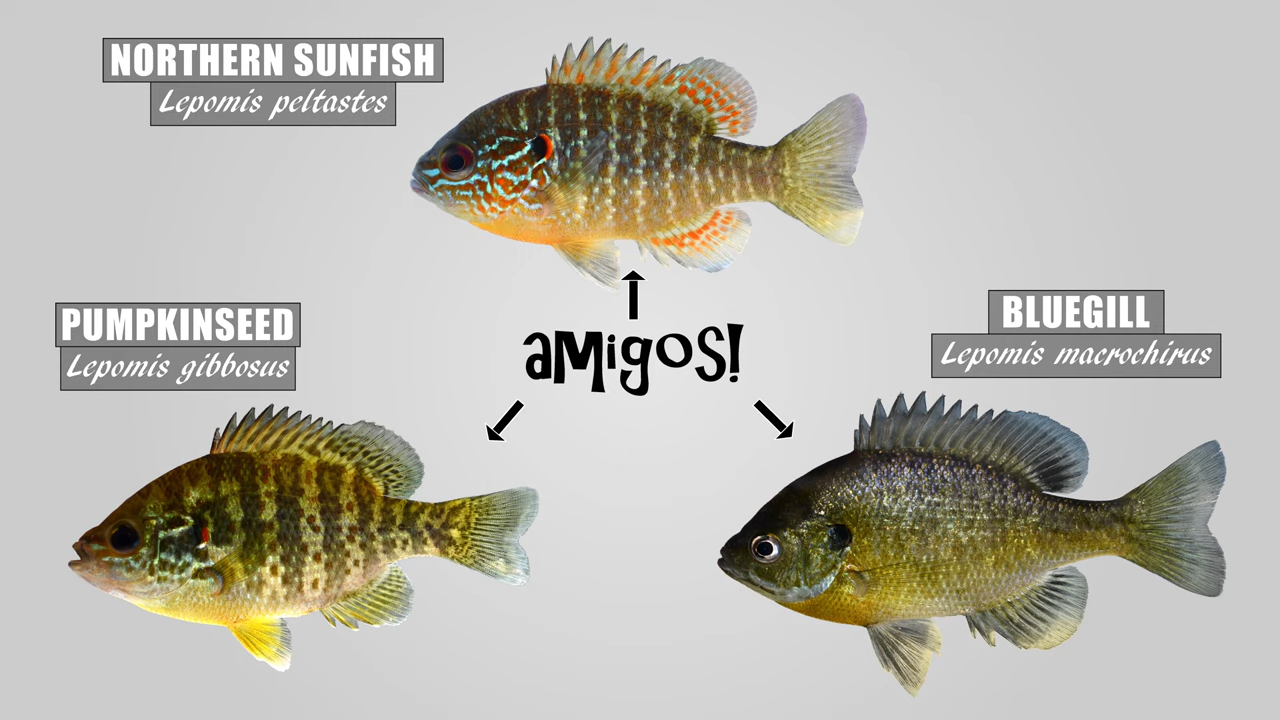 NORTHERN SUNFISH
Lepomis peltastes
PUMPKINSEED
Lepomis gibbosus
aMigoS!
BLUEGILL
Lepomis macrochirus